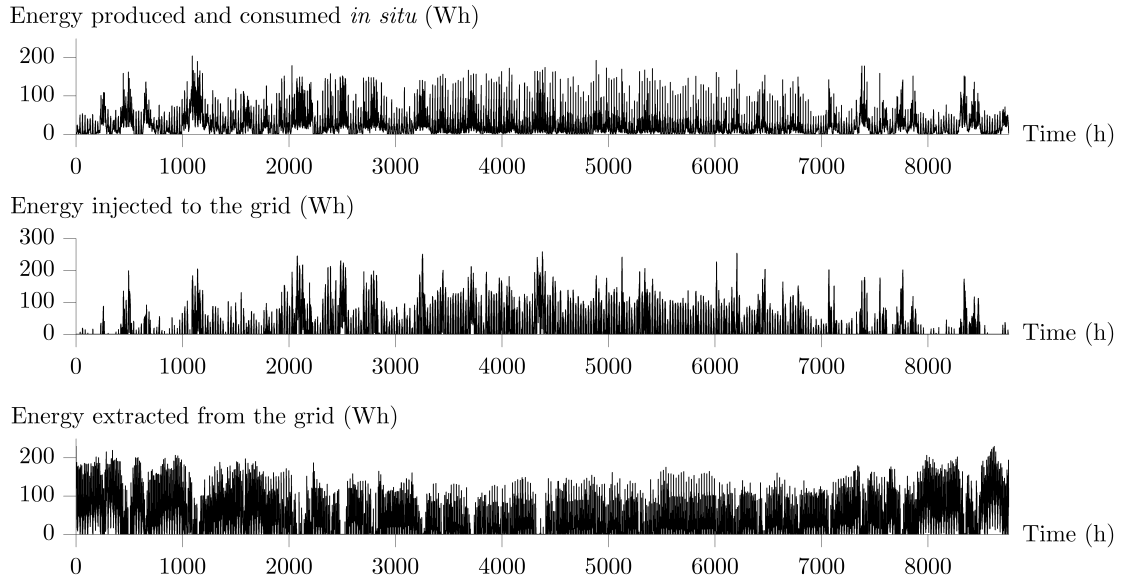 Energy produced and consumed in situ (Wh)
200
100
0
Time (h)
0 1000 2000 3000 4000 5000 6000 7000 8000
Energy injected to the grid (Wh)
300
200
100
0
Time (h)
0 1000 2000 3000 4000 5000 6000 7000 8000
Energy extracted from the grid (Wh)
200
100
0
Time (h)
0 1000 2000 3000 4000 5000 6000 7000 8000